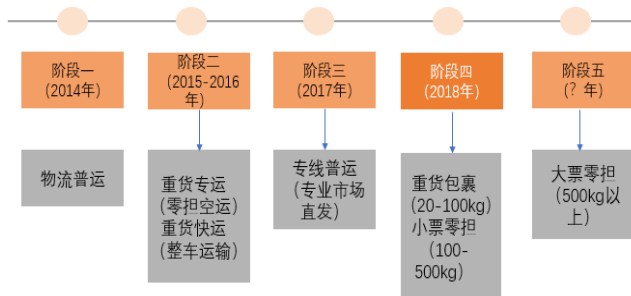 阶段一
(2014年)
阶段二
(2015-2016
年)
阶段三
(2017年)
阶段四
(2018年)
阶段五
(? 年)
物流普运
重货专运
(零担空运)
重货快运
(整车运输)
专线普运
(专业市场
直发)
重货包裹
(20-100kg)
小票零担
(100-
500kg)
大票零担
(500kg以
上)